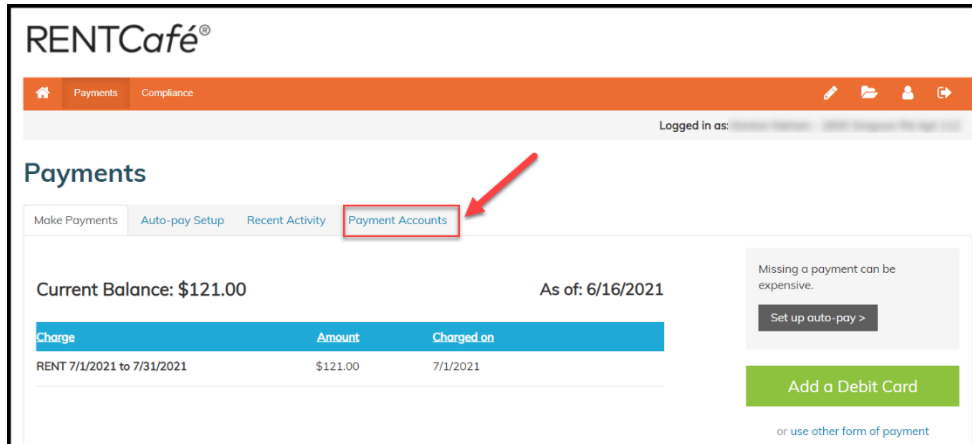 RENTCafé®
Payments Compliance
Logged in as:
Payments
Make Payments Auto-pay Setup Recent Activity Payment Accounts
Current Balance: $121.00 As of: 6/16/2021
Charge Amount Charged on
RENT 7/1/2021 to 7/31/2021 $121.00 7/1/2021
Missing a payment can be
expensive.
Set up auto-pay >
Add a Debit Card
or use other form of payment